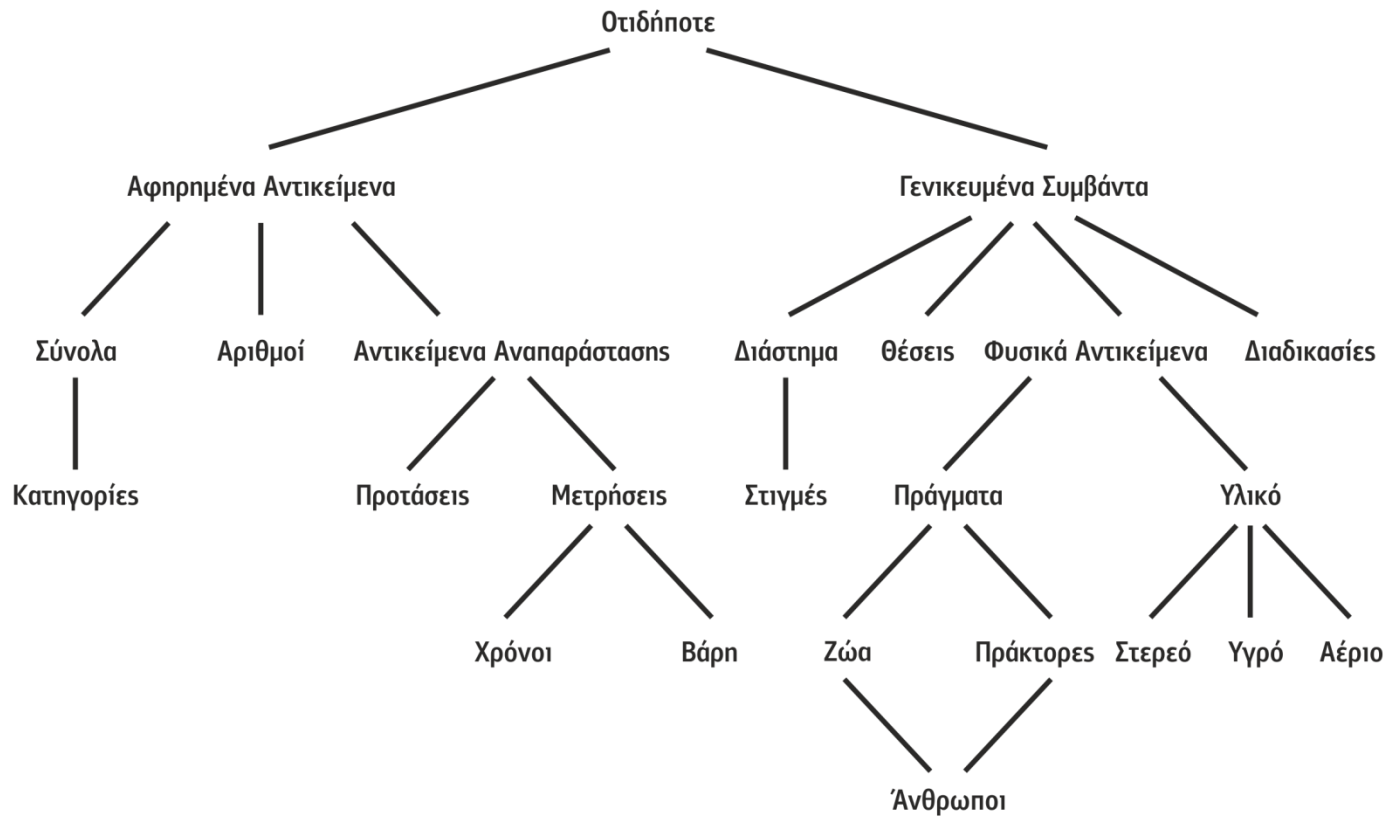 Οτιδήποτε
Αφηρημένα Αντικείμενα Γενικευμένα Συμβάντα
Σύνολα Αριθμοί Αντικείμενα Αναπαράστασης Διάστημα Θέσεις Φυσικά Αντικείμενα Διαδικασίες
Κατηγορίες Προτάσεις Μετρήσεις Στιγμές Πράγματα Υλικό
Χρόνοι Βάρη Ζώα Πράκτορες Στερεό Υγρό Αέριο
Άνθρωποι